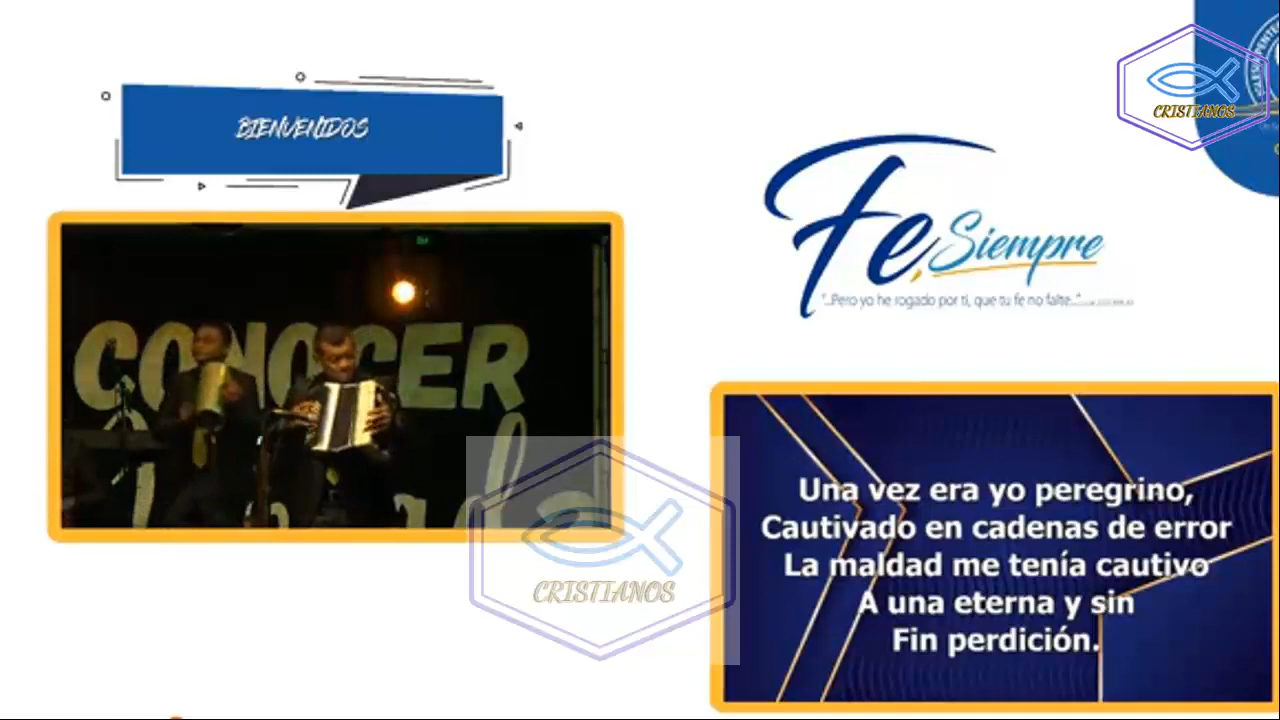 BIENVENIDOS
CRISTIANOS
Fe, Siempre
"...Pero yo he rogado por ti, que tu fe no falte..."
CONOCER
CRISTIANOS
Una vez era yo peregrino,
Cautivado en cadenas de error
La maldad me tenía cautivo
A una eterna y sin
Fin perdición.